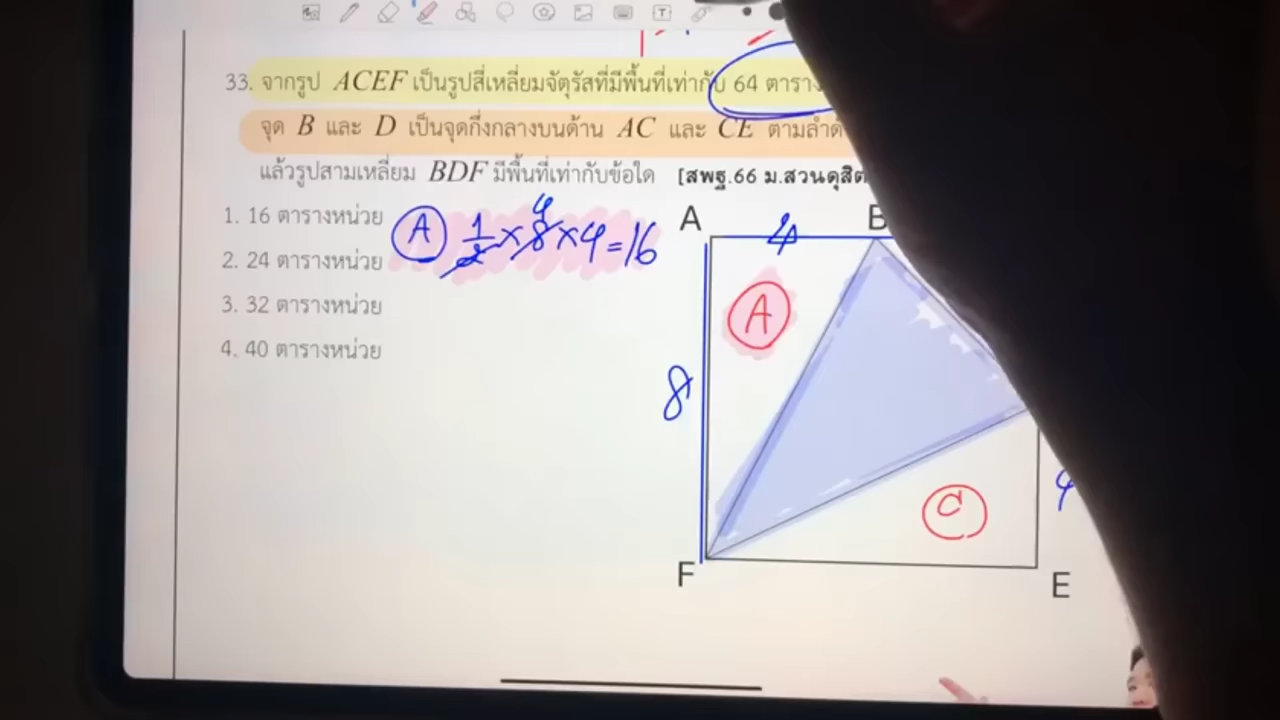 33. จากรูป ACEF เป็นรูปสี่เหลี่ยมจัตุรัสที่มีพื้นที่เท่ากับ 64 ตาราง
จุด B และ D เป็นจุดกึ่งกลางบนด้าน AC และ CE ตามลำดั
แล้วรูปสามเหลี่ยม BDF มีพื้นที่เท่ากับข้อใด [สพฐ.66 ม.สวนดุสิต
1. 16 ตารางหน่วย
2. 24 ตารางหน่วย
3. 32 ตารางหน่วย
4. 40 ตารางหน่วย
A 1/2 × 8 × 4 = 16
4
A
B
4
A
8
C
4
F
E